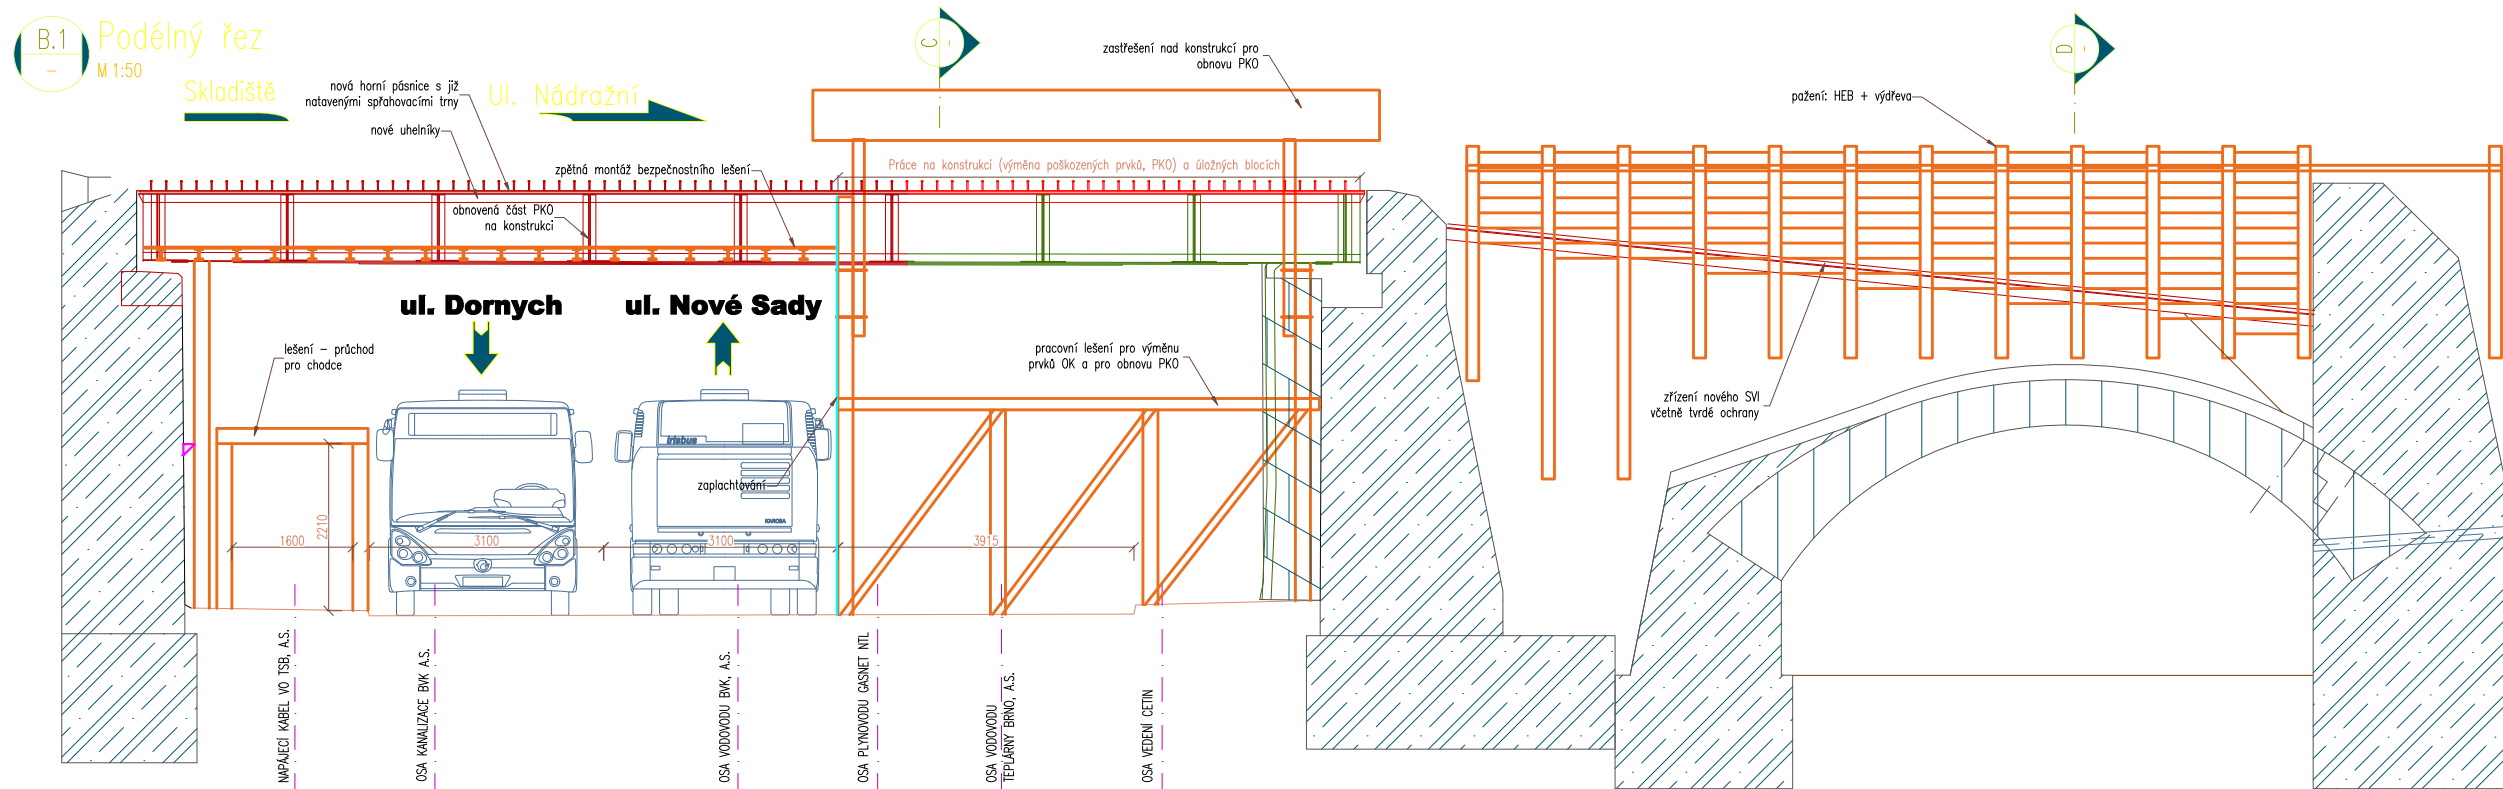 B.1
-
Podélný řez
M 1:50
Skladiště
Ul. Nádražní
nová horní pásnice s již
natavenými spřahovacími trny
nové uhelníky
zpětná montáž bezpečnostního lešení
obnovená část PKO
na konstrukci
C
-
zastřešení nad konstrukcí pro
obnovu PKO
Práce na konstrukci (výměna poškozených prvků, PKO) a úložných blocích
D
-
pažení: HEB + výdřeva
ul. Dornych
ul. Nové Sady
lešení – průchod
pro chodce
pracovní lešení pro výměnu
prvků OK a pro obnovu PKO
zřízení nového SVI
včetně tvrdé ochrany
Irisbus
zaplachtování
KAROSA
2210
1600
3100
3100
3915
NAPÁJECÍ KABEL VO TSB, A.S.
OSA KANALIZACE BVK A.S.
OSA VODOVODU BVK, A.S.
OSA PLYNOVODU GASNET NTL
OSA VODOVODU
TEPLÁRNY BRNO, A.S.
OSA VEDENÍ CETIN